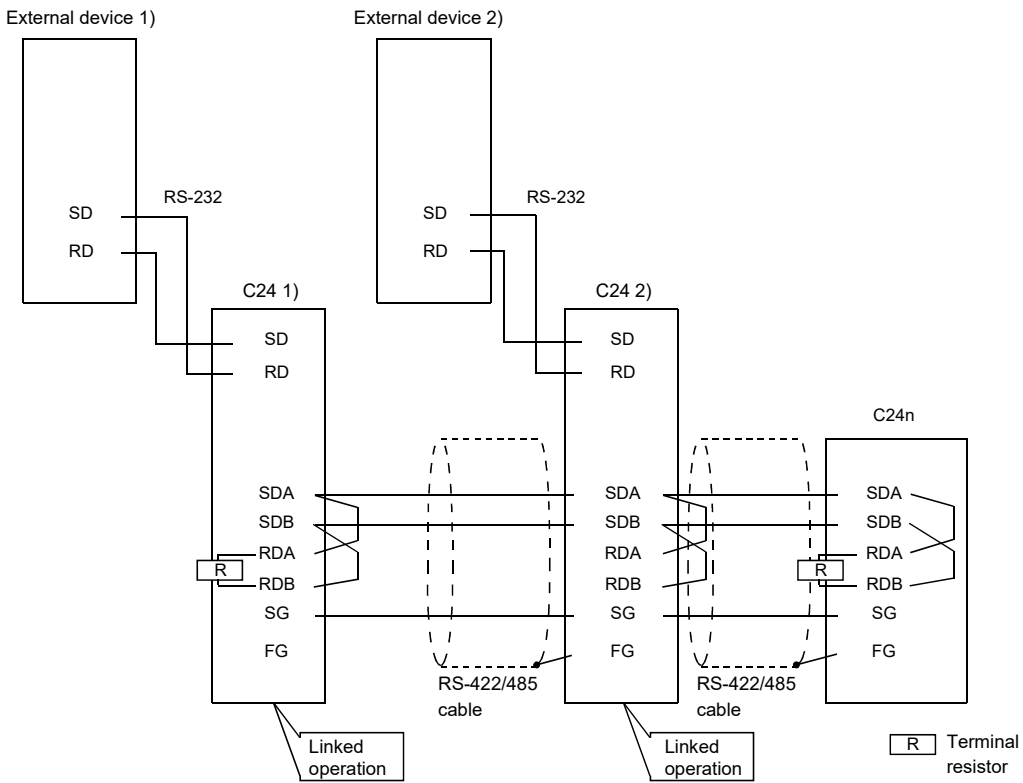 External device 1)
External device 2)
SD
RD
RS-232
SD
RD
RS-232
C24 1)
SD
RD
SDA
SDB
RDA
RDB
SG
FG
R
C24 2)
SD
RD
SDA
SDB
RDA
RDB
SG
FG
C24n
SDA
SDB
RDA
RDB
SG
FG
R
RS-422/485
cable
RS-422/485
cable
Linked
operation
Linked
operation
R
Terminal
resistor